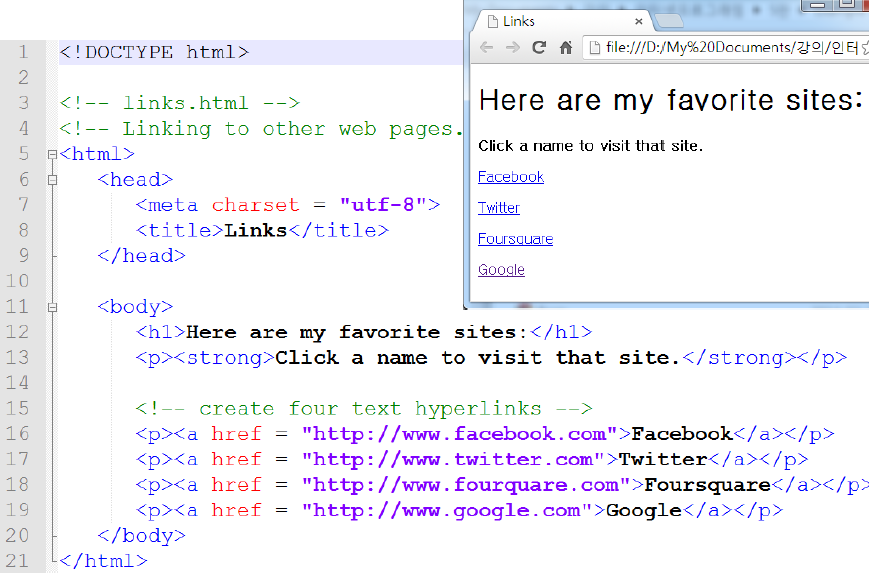 1 <!DOCTYPE html>
2
3 <!-- links.html -->
4 <!-- Linking to other web pages.
5 <html>
6 <head>
7 <meta charset = "utf-8">
8 <title>Links</title>
9 </head>
10
11 <body>
12 <h1>Here are my favorite sites:</h1>
13 <p><strong>Click a name to visit that site.</strong></p>
14
15 <!-- create four text hyperlinks -->
16 <p><a href = "http://www.facebook.com">Facebook</a></p>
17 <p><a href = "http://www.twitter.com">Twitter</a></p>
18 <p><a href = "http://www.fourquare.com">Foursquare</a></p>
19 <p><a href = "http://www.google.com">Google</a></p>
20 </body>
21 </html>
Links
file:///D:/My%20Documents/강의/인터
Here are my favorite sites:
Click a name to visit that site.
Facebook
Twitter
Foursquare
Google